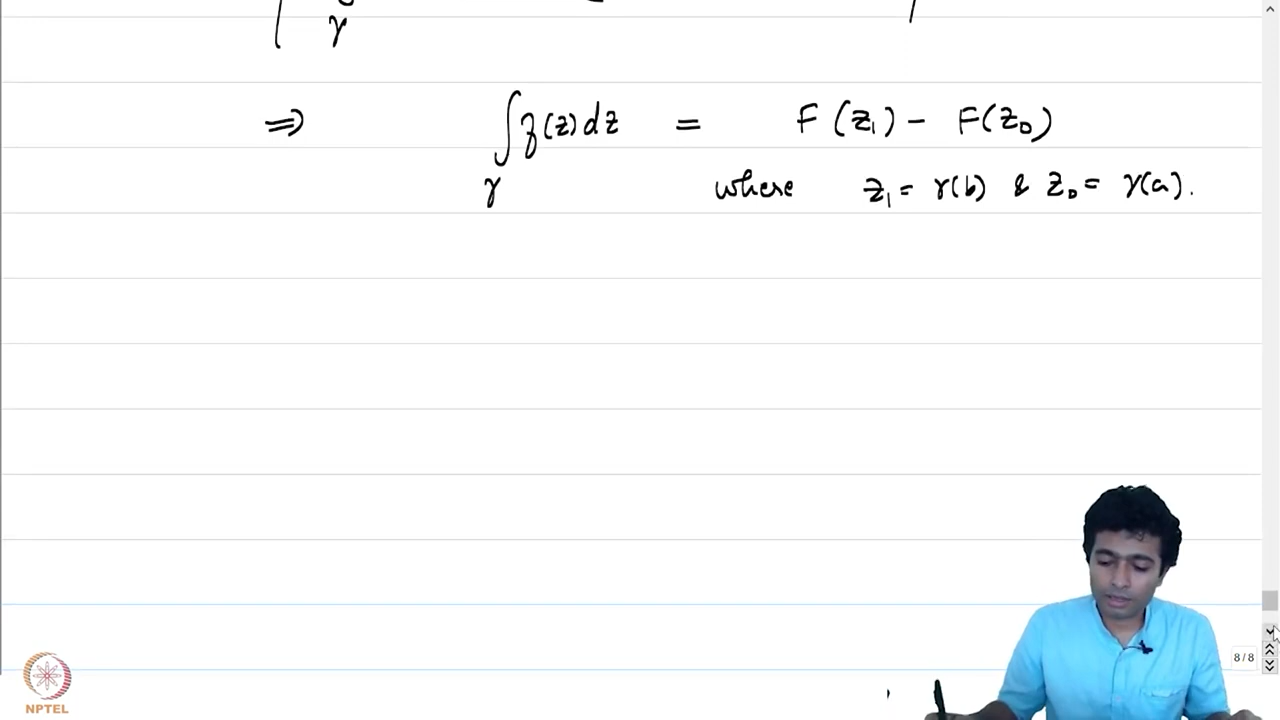 γ
⇒ ∫ f(z) dz = F(z₁) - F(z₀)
γ where z₁ = γ(b) & z₀ = γ(a).
8/8
NPTEL